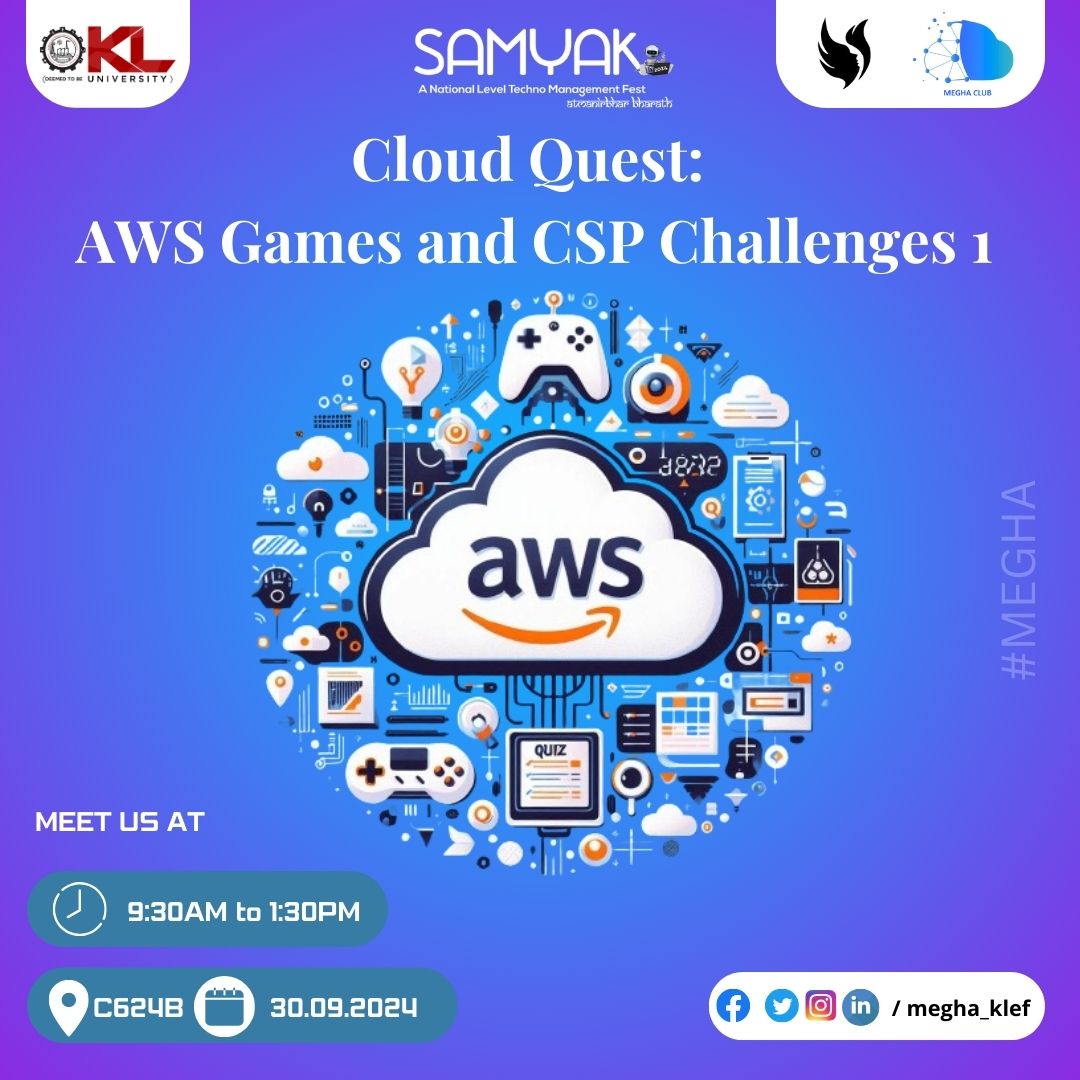 KL
(DEEMED TO BE UNIVERSITY)
SAMYAK
2024
A National Level Techno Management Fest
atmanirbhar bharath
MEGHA CLUB
Cloud Quest:
AWS Games and CSP Challenges 1
aws
QUIZ
#MEGHA
MEET US AT
9:30AM to 1:30PM
C624B
30.09.2024
/ megha_klef